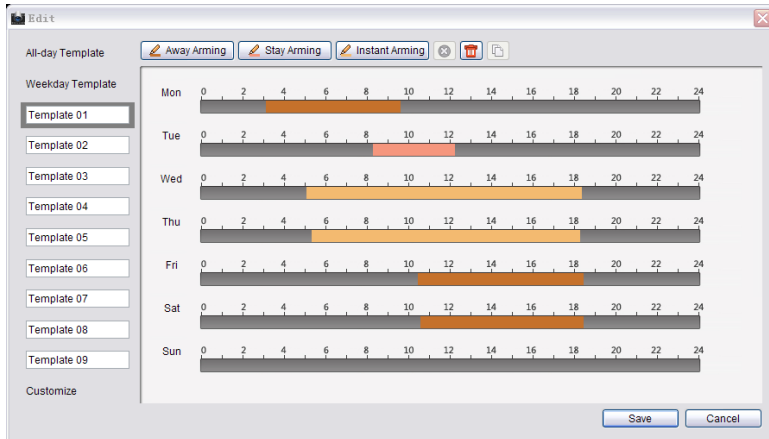 Edit
All-day Template
Away Arming
Stay Arming
Instant Arming
Weekday Template
Template 01
Template 02
Template 03
Template 04
Template 05
Template 06
Template 07
Template 08
Template 09
Customize
Mon 0 2 4 6 8 10 12 14 16 18 20 22 24
Tue 0 2 4 6 8 10 12 14 16 18 20 22 24
Wed 0 2 4 6 8 10 12 14 16 18 20 22 24
Thu 0 2 4 6 8 10 12 14 16 18 20 22 24
Fri 0 2 4 6 8 10 12 14 16 18 20 22 24
Sat 0 2 4 6 8 10 12 14 16 18 20 22 24
Sun 0 2 4 6 8 10 12 14 16 18 20 22 24
Save
Cancel